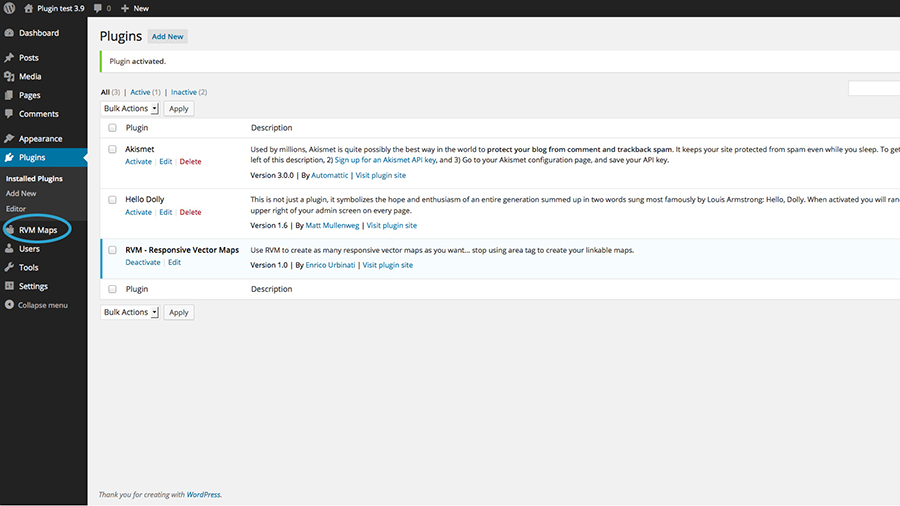 Plugin test 3.9 0 New
Dashboard
Posts
Media
Pages
Comments
Appearance
Plugins
Installed Plugins
Add New
Editor
RVM Maps
Users
Tools
Settings
Collapse menu
Plugins Add New
Plugin activated.
All (3) | Active (1) | Inactive (2)
Bulk Actions Apply
Plugin Description
Akismet Used by millions, Akismet is quite possibly the best way in the world to protect your blog from comment and trackback spam. It keeps your site protected from spam even while you sleep. To get
Activate | Edit | Delete left of this description, 2) Sign up for an Akismet API key, and 3) Go to your Akismet configuration page, and save your API key.
Version 3.0.0 | By Automattic | Visit plugin site
Hello Dolly This is not just a plugin, it symbolizes the hope and enthusiasm of an entire generation summed up in two words sung most famously by Louis Armstrong: Hello, Dolly. When activated you will ran
Activate | Edit | Delete upper right of your admin screen on every page.
Version 1.6 | By Matt Mullenweg | Visit plugin site
RVM - Responsive Vector Maps Use RVM to create as many responsive vector maps as you want... stop using area tag to create your linkable maps.
Deactivate | Edit Version 1.0 | By Enrico Urbinati | Visit plugin site
Plugin Description
Bulk Actions Apply
Thank you for creating with WordPress.